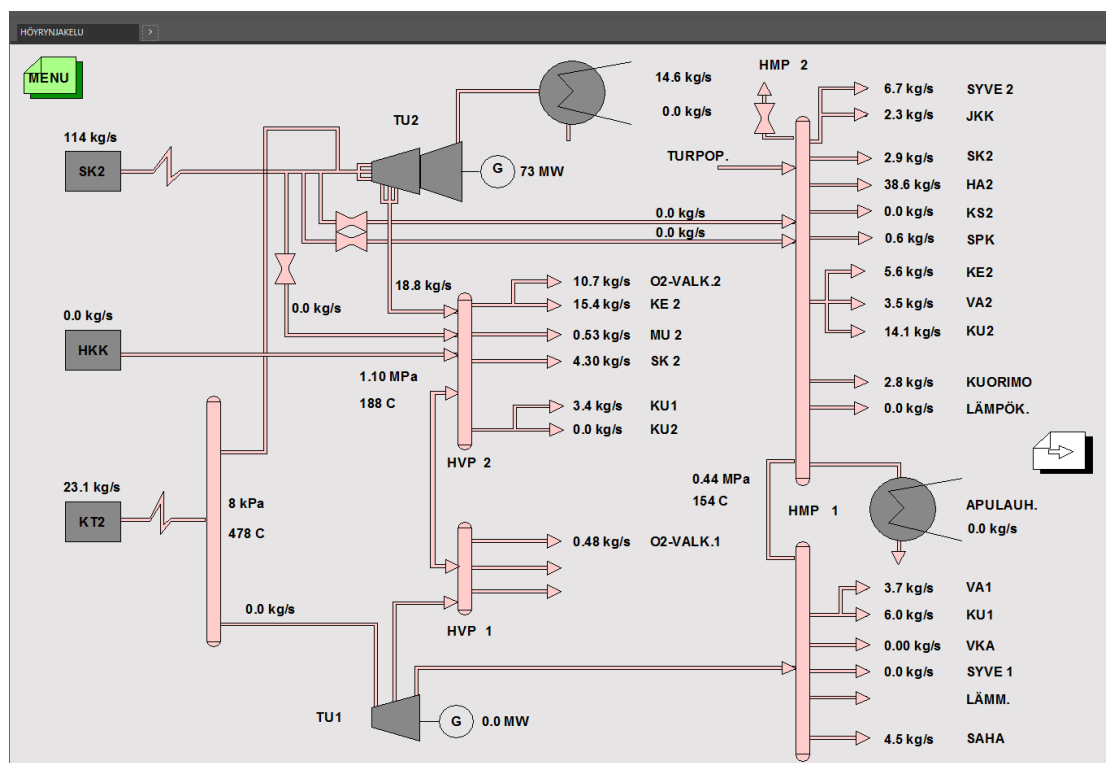 HÖYRYNJAKELU
>
MENU
114 kg/s
SK2
TU2
G
73 MW
14.6 kg/s
0.0 kg/s
HMP 2
TURPOP.
6.7 kg/s SYVE 2
2.3 kg/s JKK
2.9 kg/s SK2
38.6 kg/s HA2
0.0 kg/s KS2
0.6 kg/s SPK
5.6 kg/s KE2
3.5 kg/s VA2
14.1 kg/s KU2
2.8 kg/s KUORIMO
0.0 kg/s LÄMPÖK.
0.0 kg/s
0.0 kg/s
18.8 kg/s
0.0 kg/s
10.7 kg/s O2-VALK.2
15.4 kg/s KE 2
0.53 kg/s MU 2
4.30 kg/s SK 2
3.4 kg/s KU1
0.0 kg/s KU2
0.0 kg/s
HKK
1.10 MPa
188 C
HVP 2
23.1 kg/s
KT2
8 kPa
478 C
0.0 kg/s
0.48 kg/s O2-VALK.1
HVP 1
0.44 MPa
154 C
HMP 1
APULAUH.
0.0 kg/s
3.7 kg/s VA1
6.0 kg/s KU1
0.00 kg/s VKA
0.0 kg/s SYVE 1
LÄMM.
4.5 kg/s SAHA
TU1
G
0.0 MW